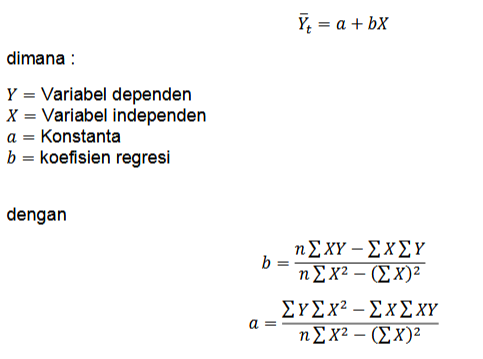 Ȳₜ = a + bX
dimana :
Y = Variabel dependen
X = Variabel independen
a = Konstanta
b = koefisien regresi
dengan
b = (n∑XY − ∑X∑Y) / (n∑X² − (∑X)²)
a = (∑Y∑X² − ∑X∑XY) / (n∑X² − (∑X)²)